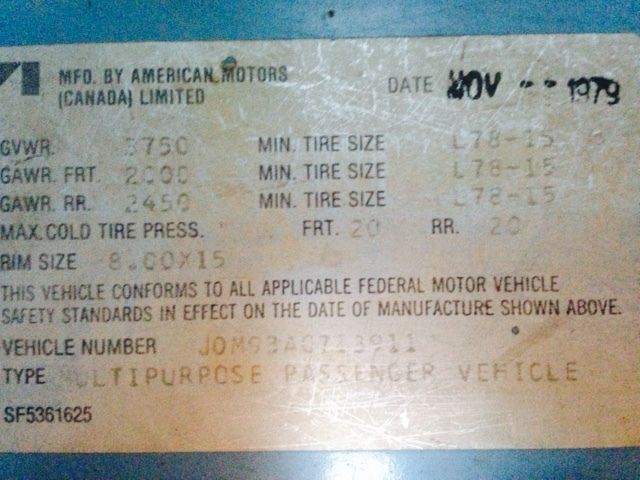 MFD. BY AMERICAN MOTORS DATE NOV 1979
(CANADA) LIMITED
GVWR. 3750 MIN. TIRE SIZE L78-15
GAWR. FRT. 2000 MIN. TIRE SIZE L78-15
GAWR. RR. 2450 MIN. TIRE SIZE L78-15
MAX. COLD TIRE PRESS. FRT. 20 RR. 20
RIM SIZE 8.00X15
THIS VEHICLE CONFORMS TO ALL APPLICABLE FEDERAL MOTOR VEHICLE
SAFETY STANDARDS IN EFFECT ON THE DATE OF MANUFACTURE SHOWN ABOVE.
VEHICLE NUMBER
TYPE MULTIPURPOSE PASSENGER VEHICLE
SF5361625